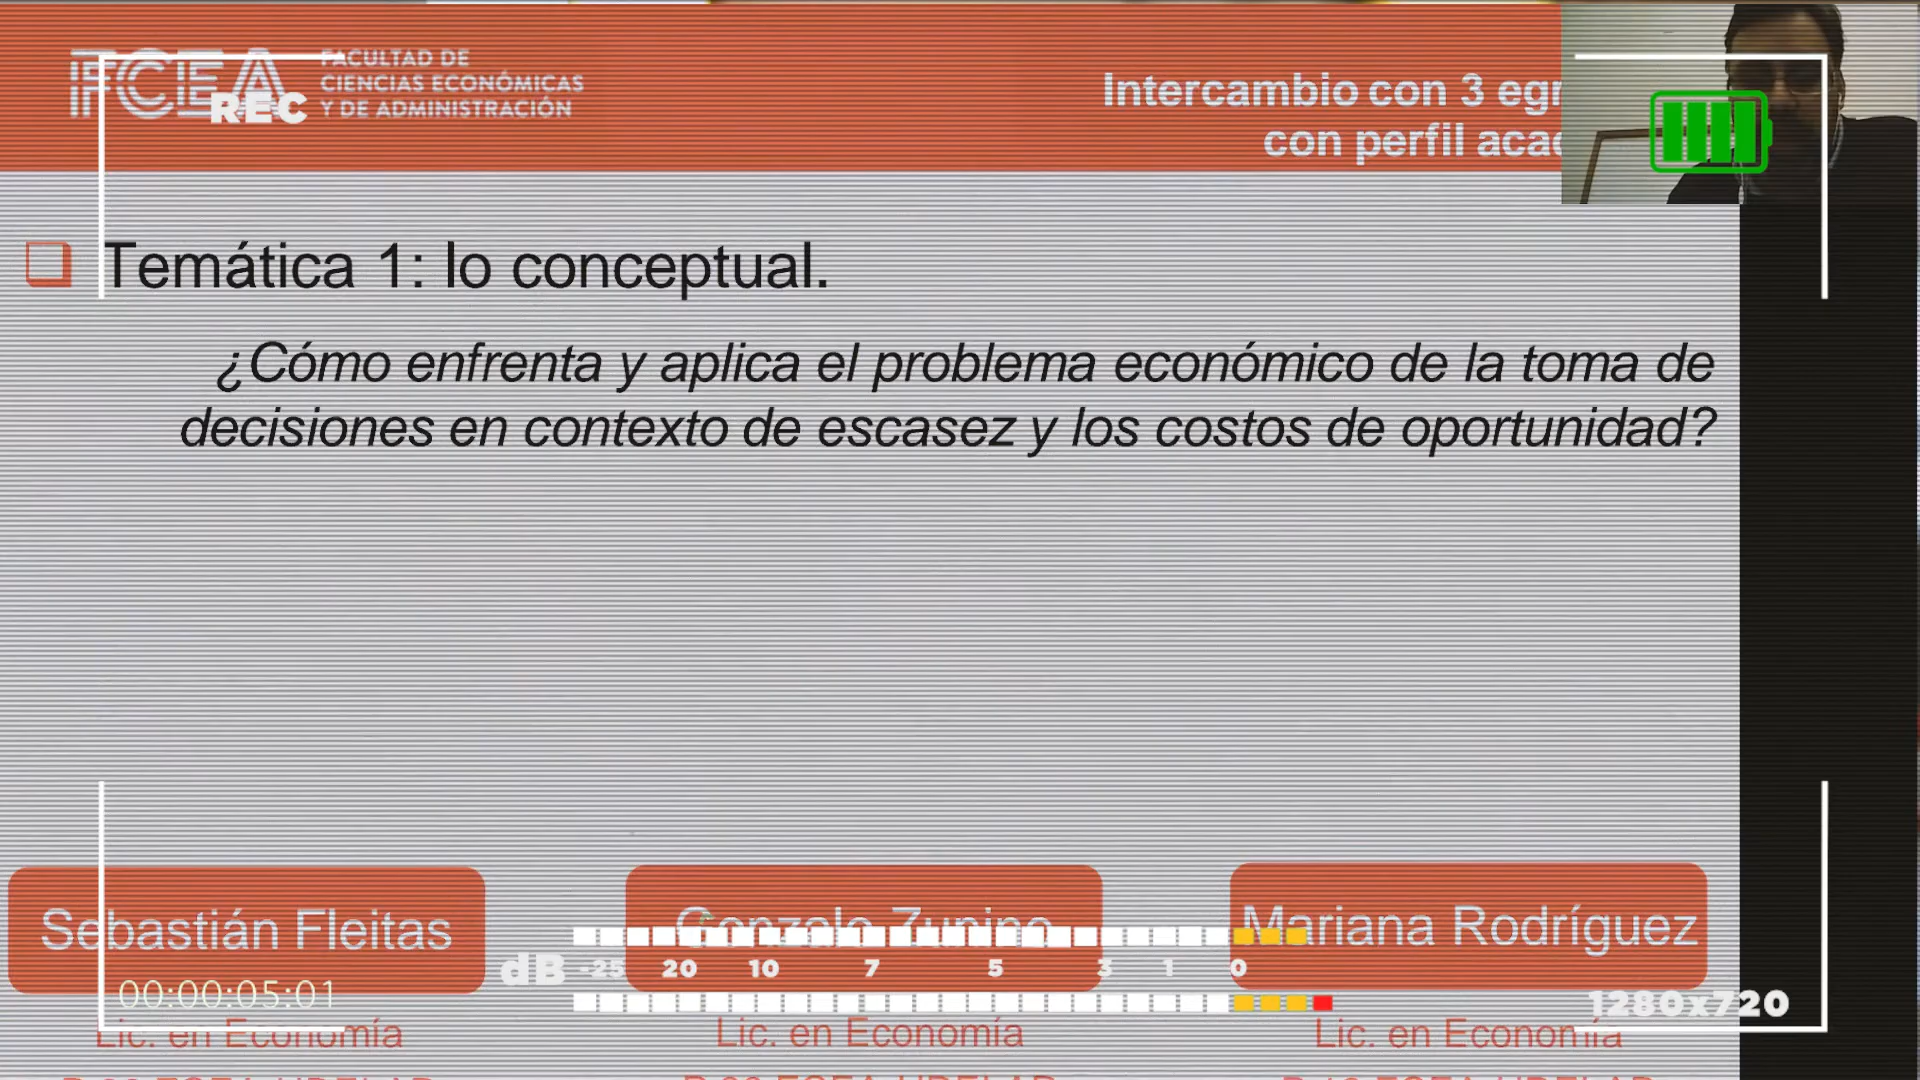 FCEA
FACULTAD DE
CIENCIAS ECONÓMICAS
Y DE ADMINISTRACIÓN
REC
Intercambio con 3
con perfil
Temática 1: lo conceptual.
¿Cómo enfrenta y aplica el problema económico de la toma de
decisiones en contexto de escasez y los costos de oportunidad?
Sebastián Fleitas
Gonzalo Zunino
Mariana Rodríguez
dB -25 20 10 7 5 3 1 0
00:00:05:01
1280x720
Lic. en Economía
Lic. en Economía
Lic. en Economía